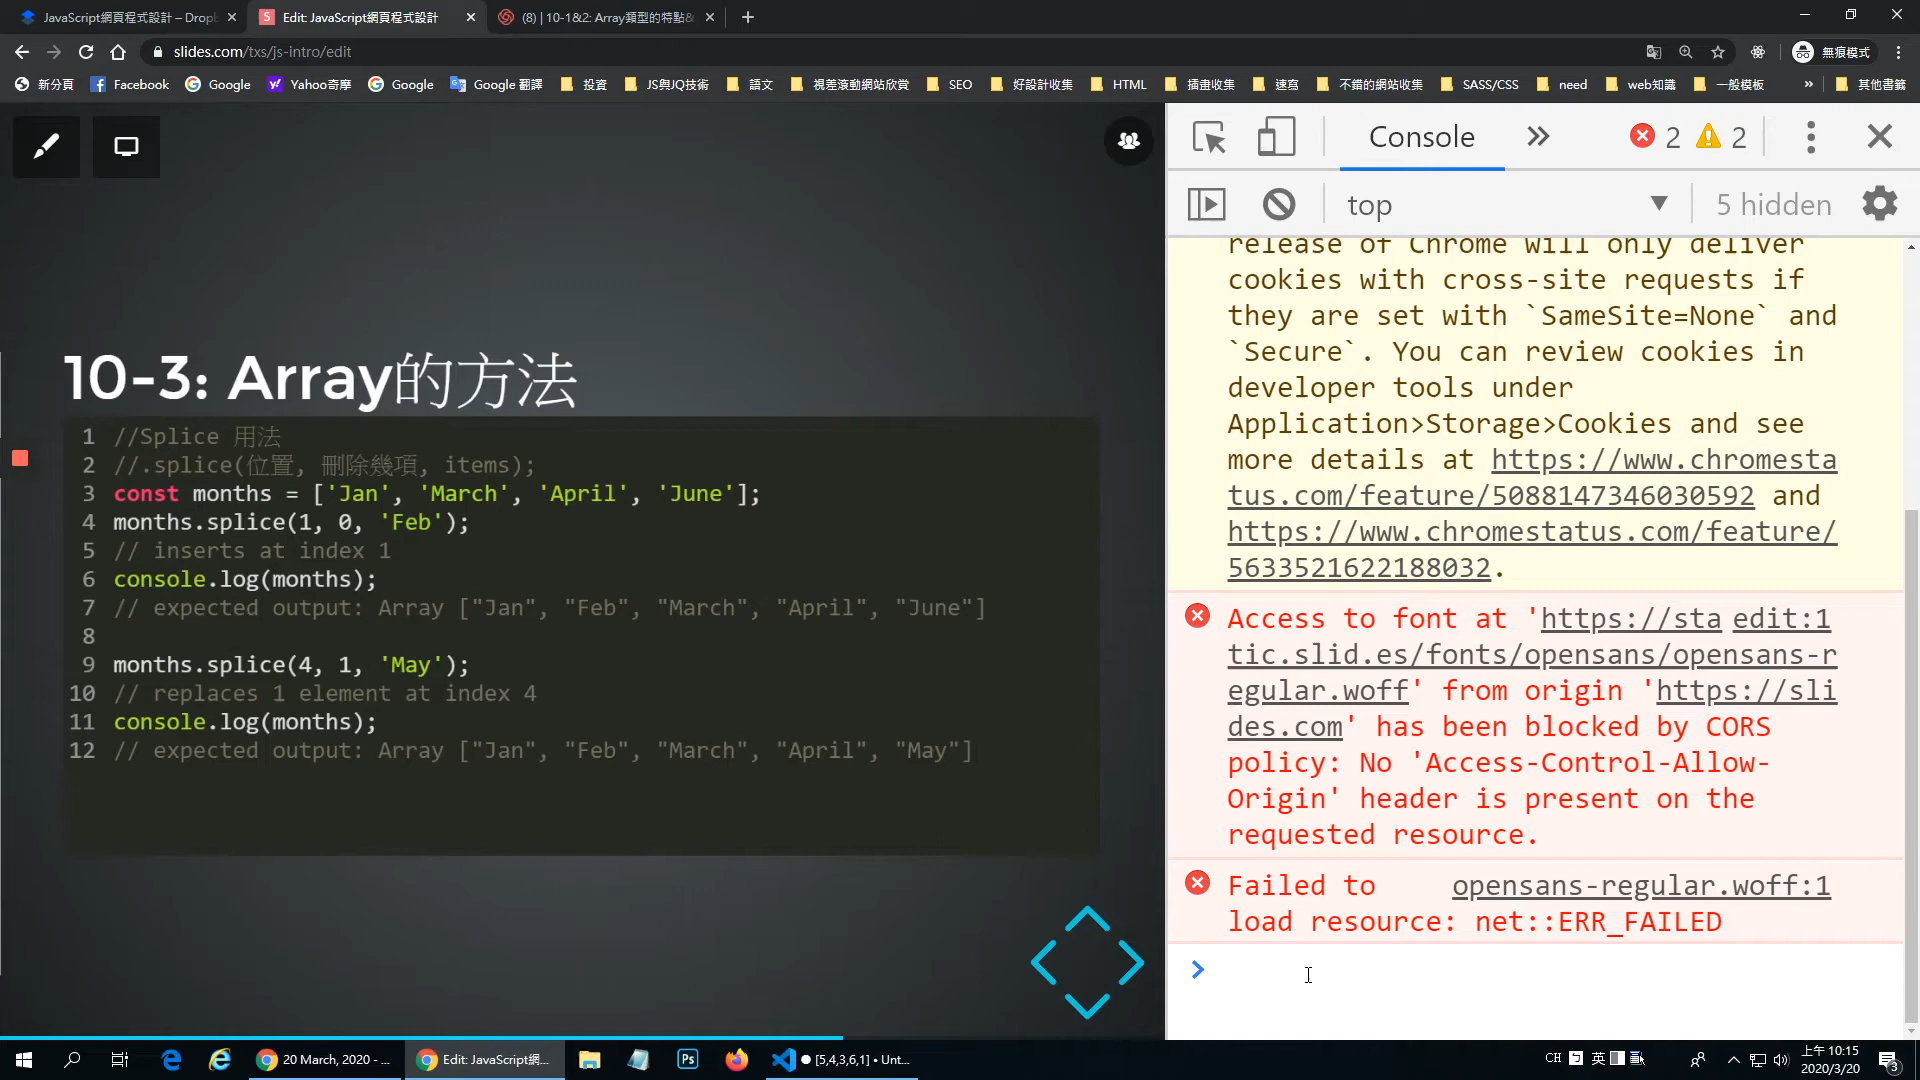 JavaScript網頁程式設計 – Drop
Edit: JavaScript網頁程式設計
(8) | 10-1&2: Array類型的特點&
slides.com/txs/js-intro/edit
無痕模式
新分頁
Facebook
Google
Yahoo奇摩
Google
Google 翻譯
投資
JS與JQ技術
語文
視差滾動網站欣賞
SEO
好設計收集
HTML
插畫收集
速寫
不錯的網站收集
SASS/CSS
need
web知識
一般模板
»
其他書籤
10-3: Array的方法
1 //Splice 用法
2 //.splice(位置, 刪除幾項, items);
3 const months = ['Jan', 'March', 'April', 'June'];
4 months.splice(1, 0, 'Feb');
5 // inserts at index 1
6 console.log(months);
7 // expected output: Array ["Jan", "Feb", "March", "April", "June"]
8
9 months.splice(4, 1, 'May');
10 // replaces 1 element at index 4
11 console.log(months);
12 // expected output: Array ["Jan", "Feb", "March", "April", "May"]
Console
»
2
2
top
5 hidden
release of Chrome will only deliver
cookies with cross-site requests if
they are set with `SameSite=None` and
`Secure`. You can review cookies in
developer tools under
Application>Storage>Cookies and see
more details at https://www.chromesta
tus.com/feature/5088147346030592 and
https://www.chromestatus.com/feature/
5633521622188032.
Access to font at 'https://sta edit:1
tic.slid.es/fonts/opensans/opensans-r
egular.woff' from origin 'https://sli
des.com' has been blocked by CORS
policy: No 'Access-Control-Allow-
Origin' header is present on the
requested resource.
Failed to opensans-regular.woff:1
load resource: net::ERR_FAILED
>
20 March, 2020 - ...
Edit: JavaScript網...
Ps
● [5,4,3,6,1] • Unt...
CH
英
上午 10:15
2020/3/20
3